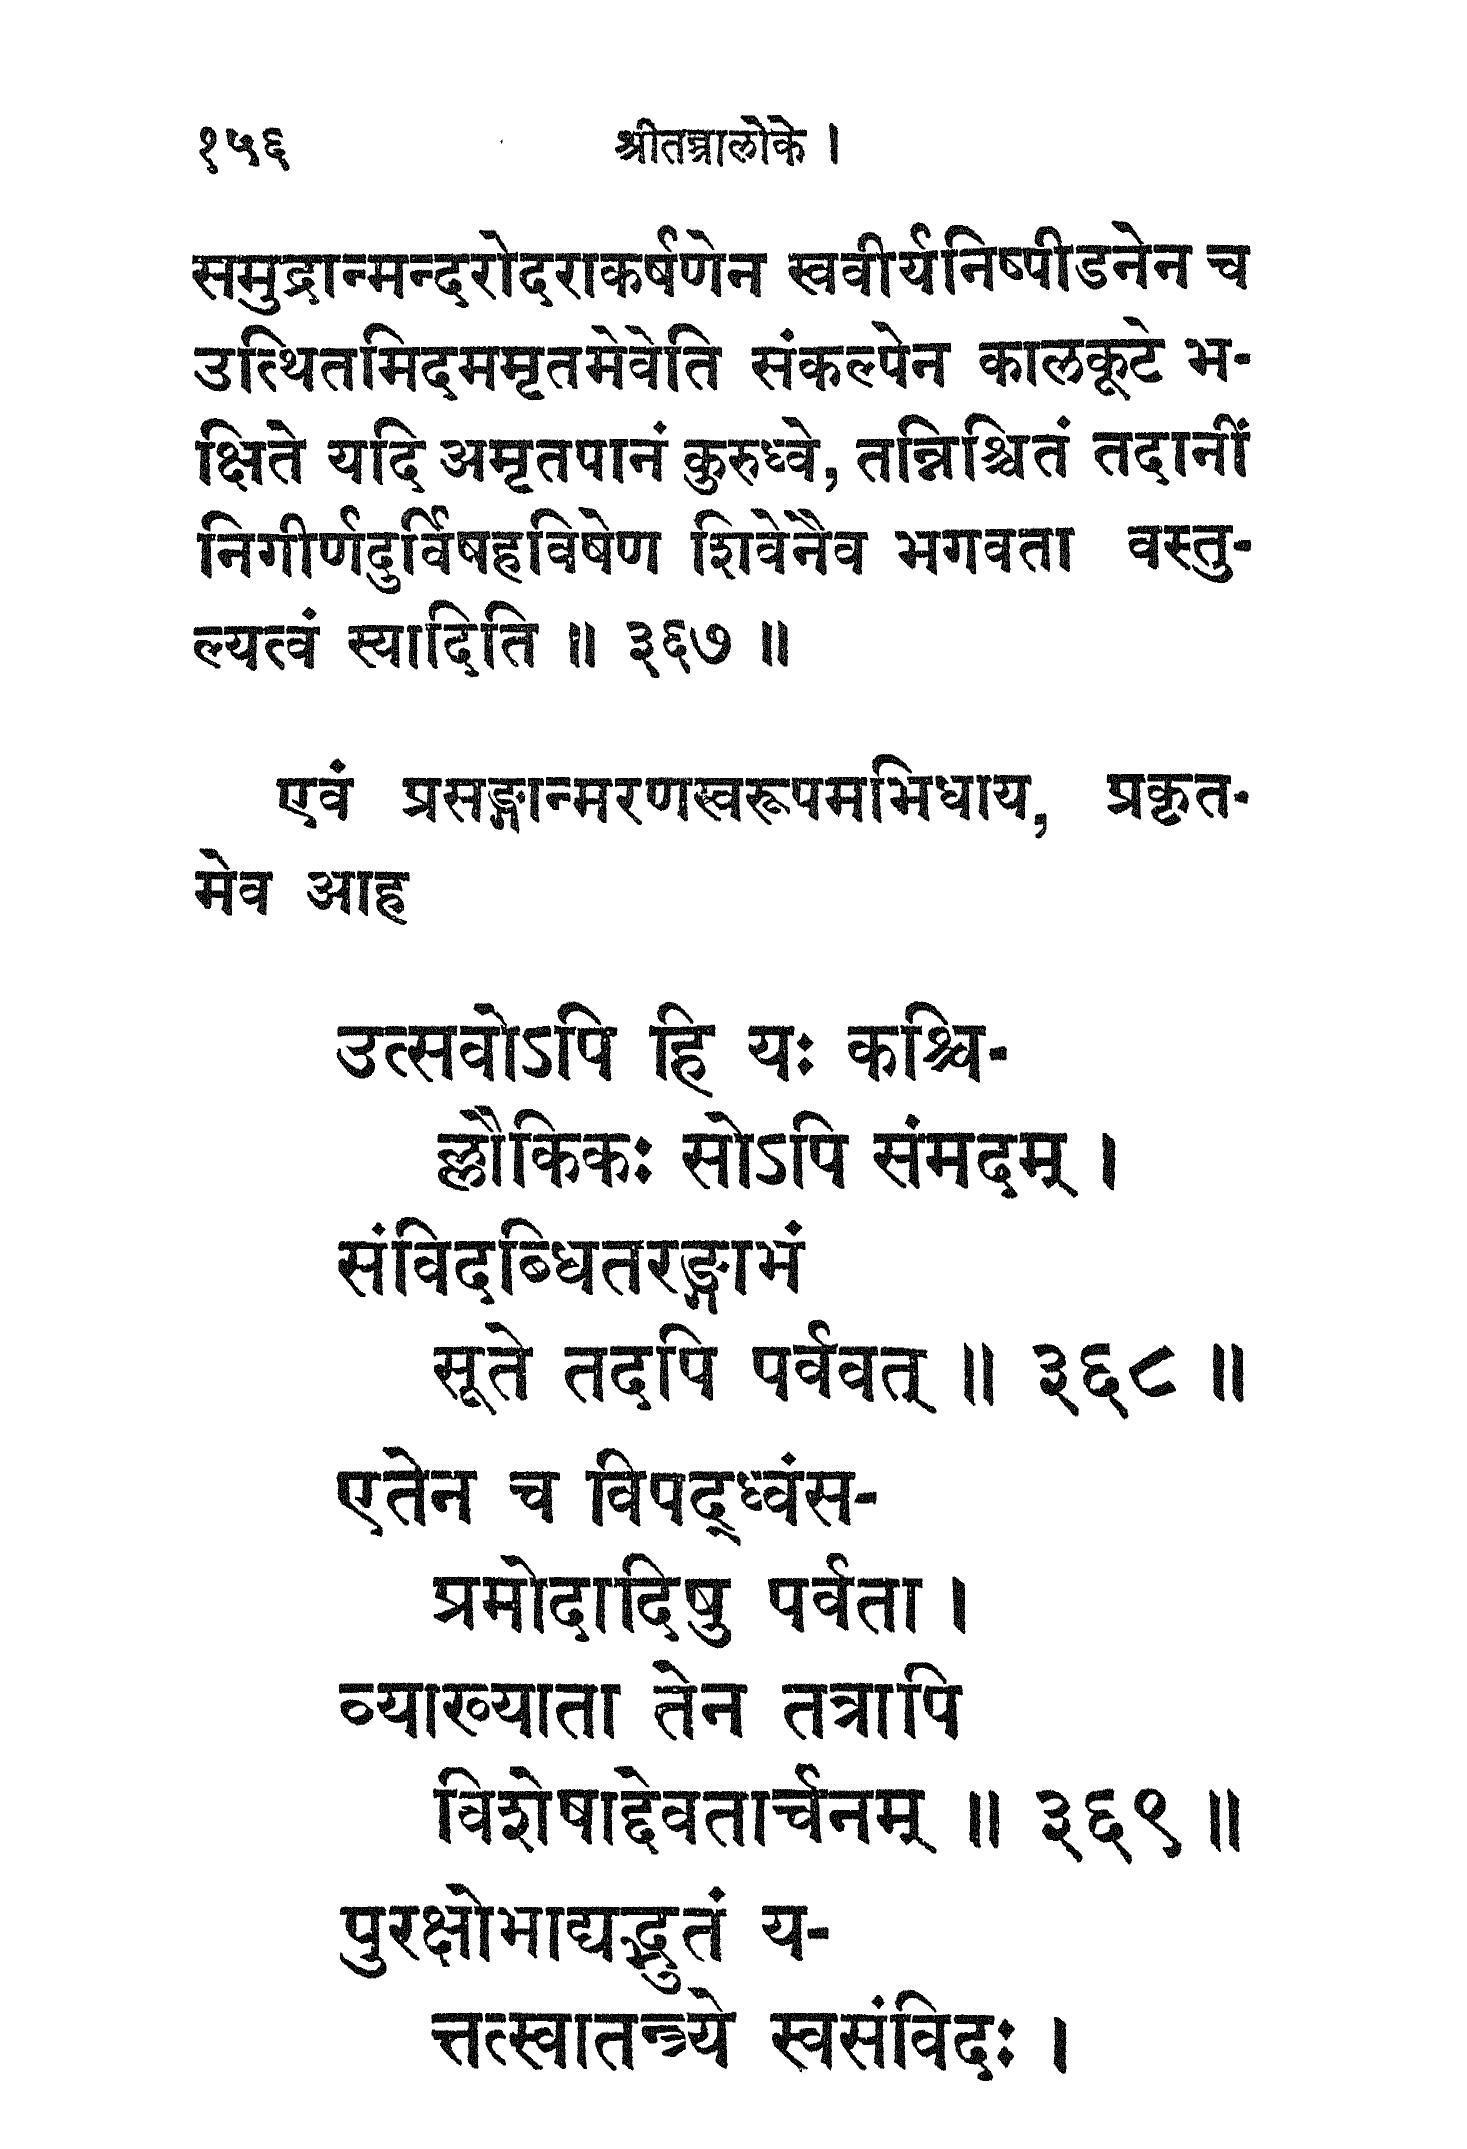 १५६ श्रीतन्त्रालोके ।
समुद्रान्मन्दरोदराकर्षणेन स्ववीर्यनिष्पीडनेन च
उत्थितमिदममृतमेवेति संकल्पेन कालकूटे भ-
क्षिते यदि अमृतपानं कुरुध्वे, तन्निश्चितं तदानीं
निगीर्णदुर्विषहविषेण शिवेनैव भगवता वस्तु-
ल्यत्वं स्यादिति ॥ ३६७ ॥
एवं प्रसङ्गान्मरणस्वरूपमभिधाय, प्रकृत-
मेव आह
उत्सवोऽपि हि यः कश्चि-
ल्लौकिकः सोऽपि संमदम् ।
संविदब्धितरङ्गाभं
सूते तदपि पर्ववत् ॥ ३६८ ॥
एतेन च विपद्ध्वंस-
प्रमोदादिषु पर्वता ।
व्याख्याता तेन तत्रापि
विशेषाद्देवतार्चनम् ॥ ३६९ ॥
पुरक्षोभाद्यद्भुतं य-
त्तत्स्वातन्त्र्ये स्वसंविदः ।